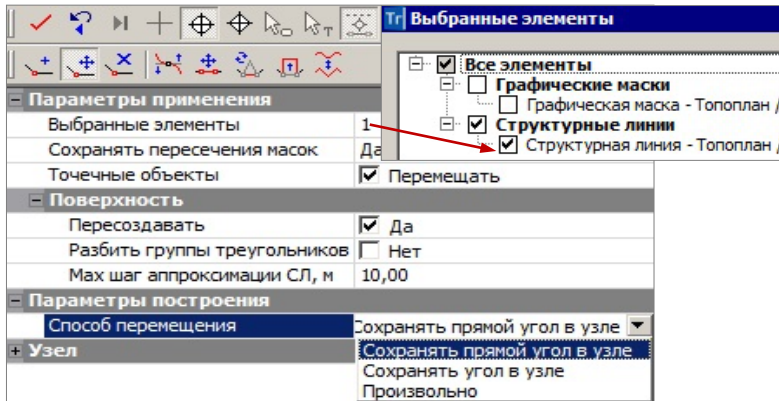 Tr Выбранные элементы
Все элементы
Графические маски
Графическая маска - Топоплан /
Структурные линии
Структурная линия - Топоплан /
Параметры применения
Выбранные элементы 1
Сохранять пересечения масок Да
Точечные объекты Перемещать
Поверхность
Пересоздавать Да
Разбить группы треугольников Нет
Мах шаг аппроксимации СЛ, м 10,00
Параметры построения
Способ перемещения Сохранять прямой угол в узле
Узел
Сохранять прямой угол в узле
Сохранять угол в узле
Произвольно